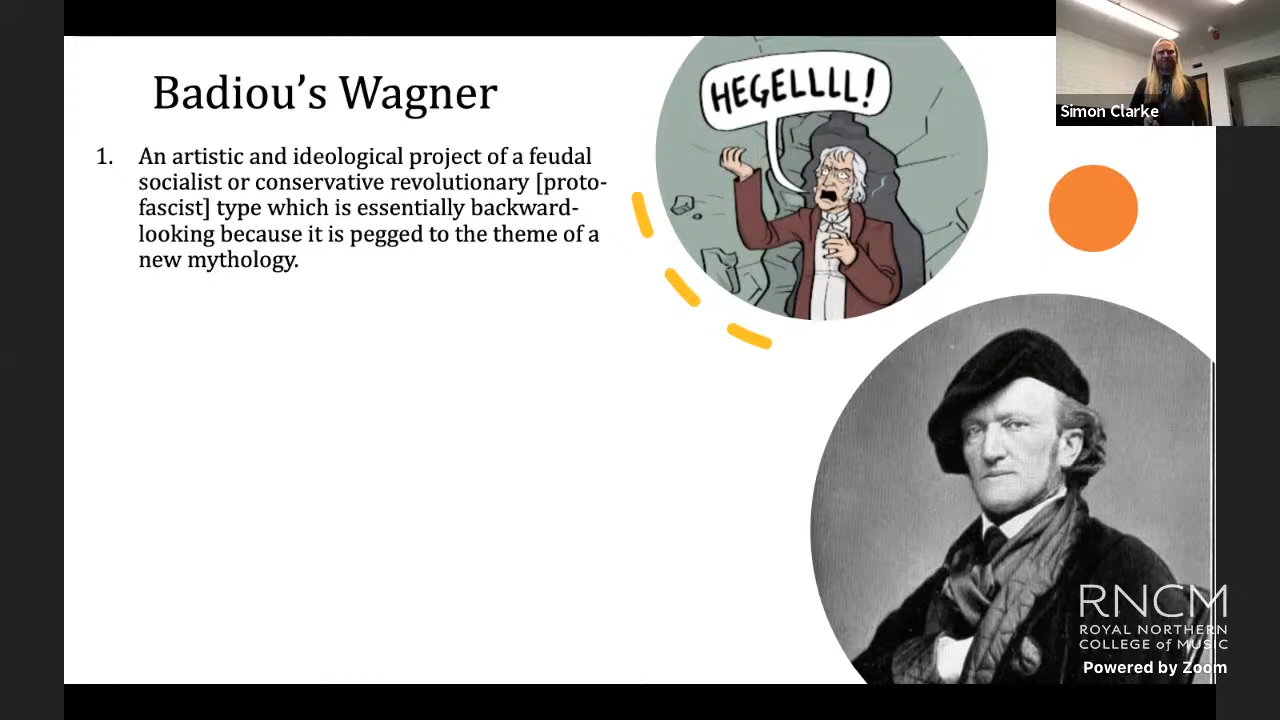 Badiou's Wagner
1. An artistic and ideological project of a feudal
socialist or conservative revolutionary [proto-
fascist] type which is essentially backward-
looking because it is pegged to the theme of a
new mythology.
HEGELLLL!
Simon Clarke
RNCM
ROYAL NORTHERN
COLLEGE of MUSIC
Powered by Zoom